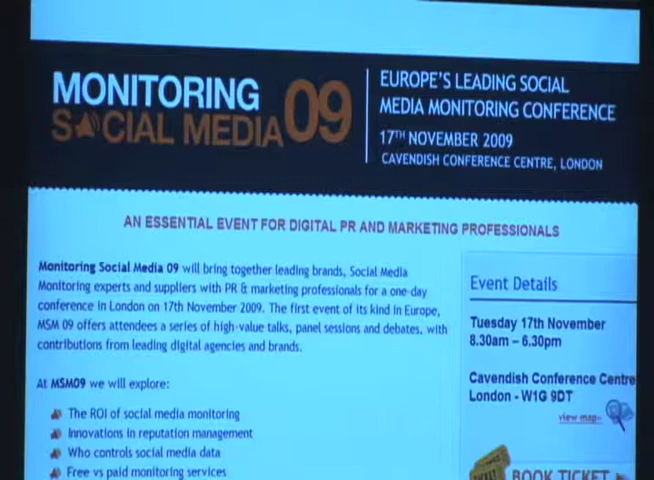 MONITORING
SOCIAL MEDIA 09
EUROPE'S LEADING SOCIAL
MEDIA MONITORING CONFERENCE
17TH NOVEMBER 2009
CAVENDISH CONFERENCE CENTRE, LONDON
AN ESSENTIAL EVENT FOR DIGITAL PR AND MARKETING PROFESSIONALS
Monitoring Social Media 09 will bring together leading brands, Social Media
Monitoring experts and suppliers with PR & marketing professionals for a one-day
conference in London on 17th November 2009. The first event of its kind in Europe,
MSM 09 offers attendees a series of high-value talks, panel sessions and debates, with
contributions from leading digital agencies and brands.
At MSM09 we will explore:
The ROI of social media monitoring
Innovations in reputation management
Who controls social media data
Free vs paid monitoring services
Event Details
Tuesday 17th November
8.30am – 6.30pm
Cavendish Conference Centre
London - W1G 9DT
view map
BOOK TICKET